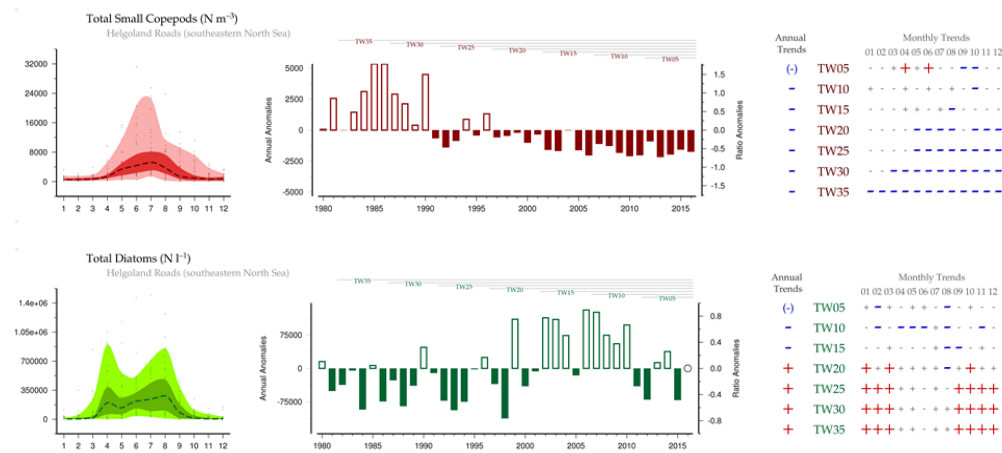 Total Small Copepods (N m⁻³)
Helgoland Roads (southeastern North Sea)
32000
24000
16000
8000
0
1 2 3 4 5 6 7 8 9 10 11 12
TW35 TW30 TW25 TW20 TW15 TW10 TW05
Annual Anomalies
5000
2500
0
-2500
-5000
1980 1985 1990 1995 2000 2005 2010 2015
1.5
1.0
0.5
0.0
-0.5
-1.0
-1.5
Ratio Anomalies
Annual Trends
Monthly Trends
01 02 03 04 05 06 07 08 09 10 11 12
(-) TW05 - - + + - + - - - - - -
- TW10 + - - + - + - - - - - -
- TW15 - - - + + - + - - - - -
- TW20 - - - - - - - - - - - -
- TW25 - - - - - - - - - - - -
- TW30 - - - - - - - - - - - -
- TW35 - - - - - - - - - - - -
Total Diatoms (N l⁻¹)
Helgoland Roads (southeastern North Sea)
1.4e+06
1.05e+06
700000
350000
0
1 2 3 4 5 6 7 8 9 10 11 12
TW35 TW30 TW25 TW20 TW15 TW10 TW05
Annual Anomalies
75000
0
-75000
1980 1985 1990 1995 2000 2005 2010 2015
0.8
0.4
0.0
-0.4
-0.8
Ratio Anomalies
Annual Trends
Monthly Trends
01 02 03 04 05 06 07 08 09 10 11 12
(-) TW05
- TW10
- TW15
+ TW20
+ TW25
+ TW30
+ TW35